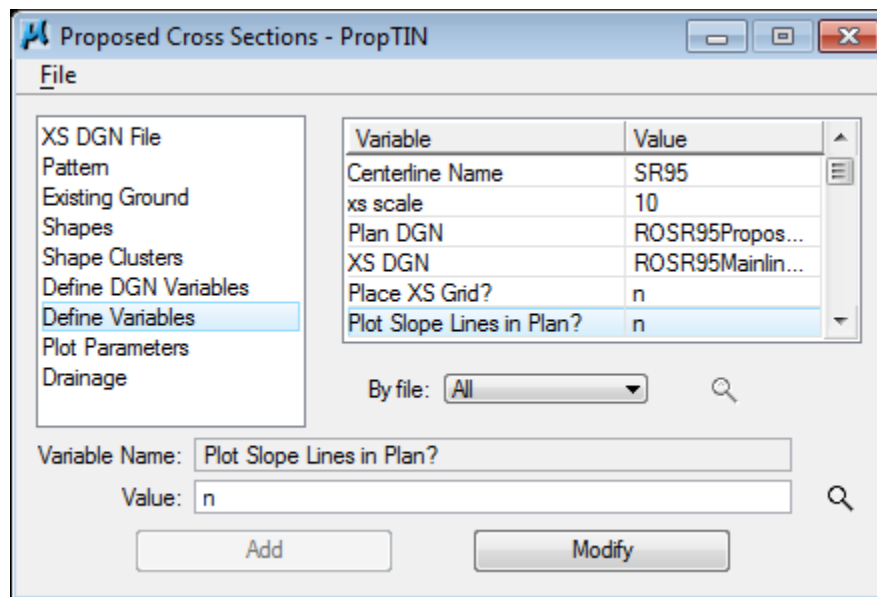 Proposed Cross Sections - PropTIN
File
XS DGN File
Pattern
Existing Ground
Shapes
Shape Clusters
Define DGN Variables
Define Variables
Plot Parameters
Drainage
Variable Value
Centerline Name SR95
xs scale 10
Plan DGN ROSR95Propos...
XS DGN ROSR95Mainlin...
Place XS Grid? n
Plot Slope Lines in Plan? n
By file: All
Variable Name: Plot Slope Lines in Plan?
Value: n
Add Modify